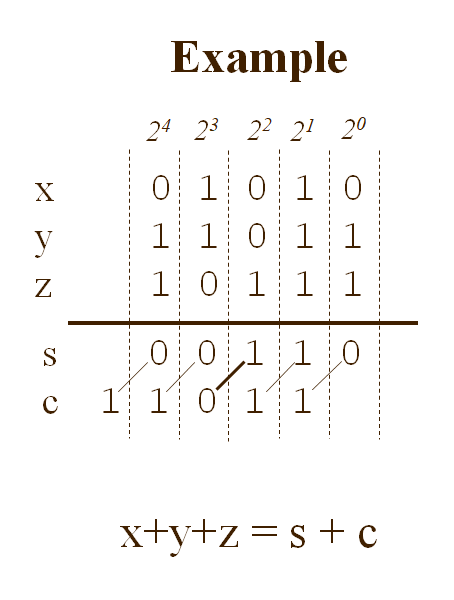 Example
2⁴ 2³ 2² 2¹ 2⁰
x 0 1 0 1 0
y 1 1 0 1 1
z 1 0 1 1 1
s 0 0 1 1 0
c 1 1 0 1 1
x+y+z = s + c